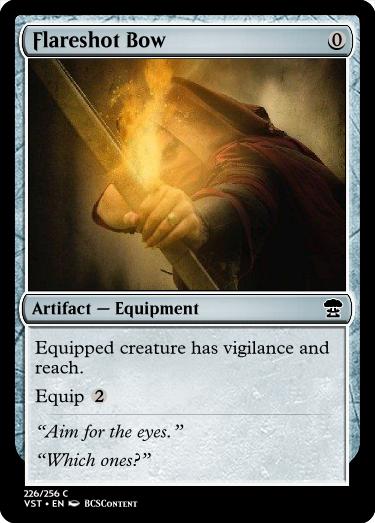 Flareshot Bow 0
Artifact — Equipment
Equipped creature has vigilance and
reach.
Equip 2
“Aim for the eyes.”
“Which ones?”
226/256 C
VST • EN BCSContent